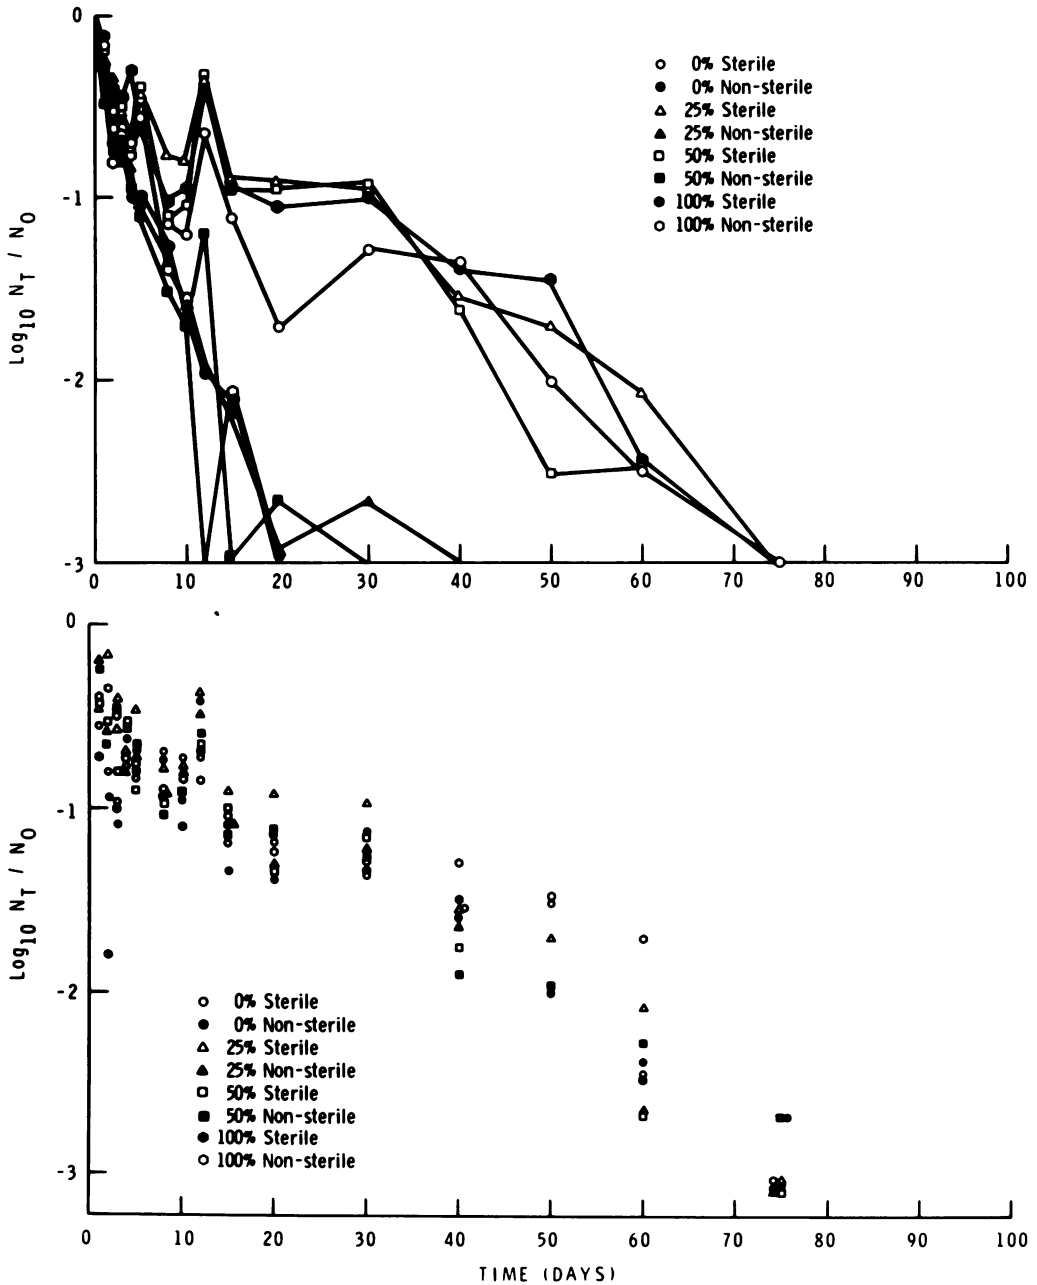 0
-1
-2
-3
Log10 NT / NO
0% Sterile
0% Non-sterile
25% Sterile
25% Non-sterile
50% Sterile
50% Non-sterile
100% Sterile
100% Non-sterile
0 10 20 30 40 50 60 70 80 90 100
0
-1
-2
-3
Log10 NT / NO
0% Sterile
0% Non-sterile
25% Sterile
25% Non-sterile
50% Sterile
50% Non-sterile
100% Sterile
100% Non-sterile
0 10 20 30 40 50 60 70 80 90 100
TIME (DAYS)